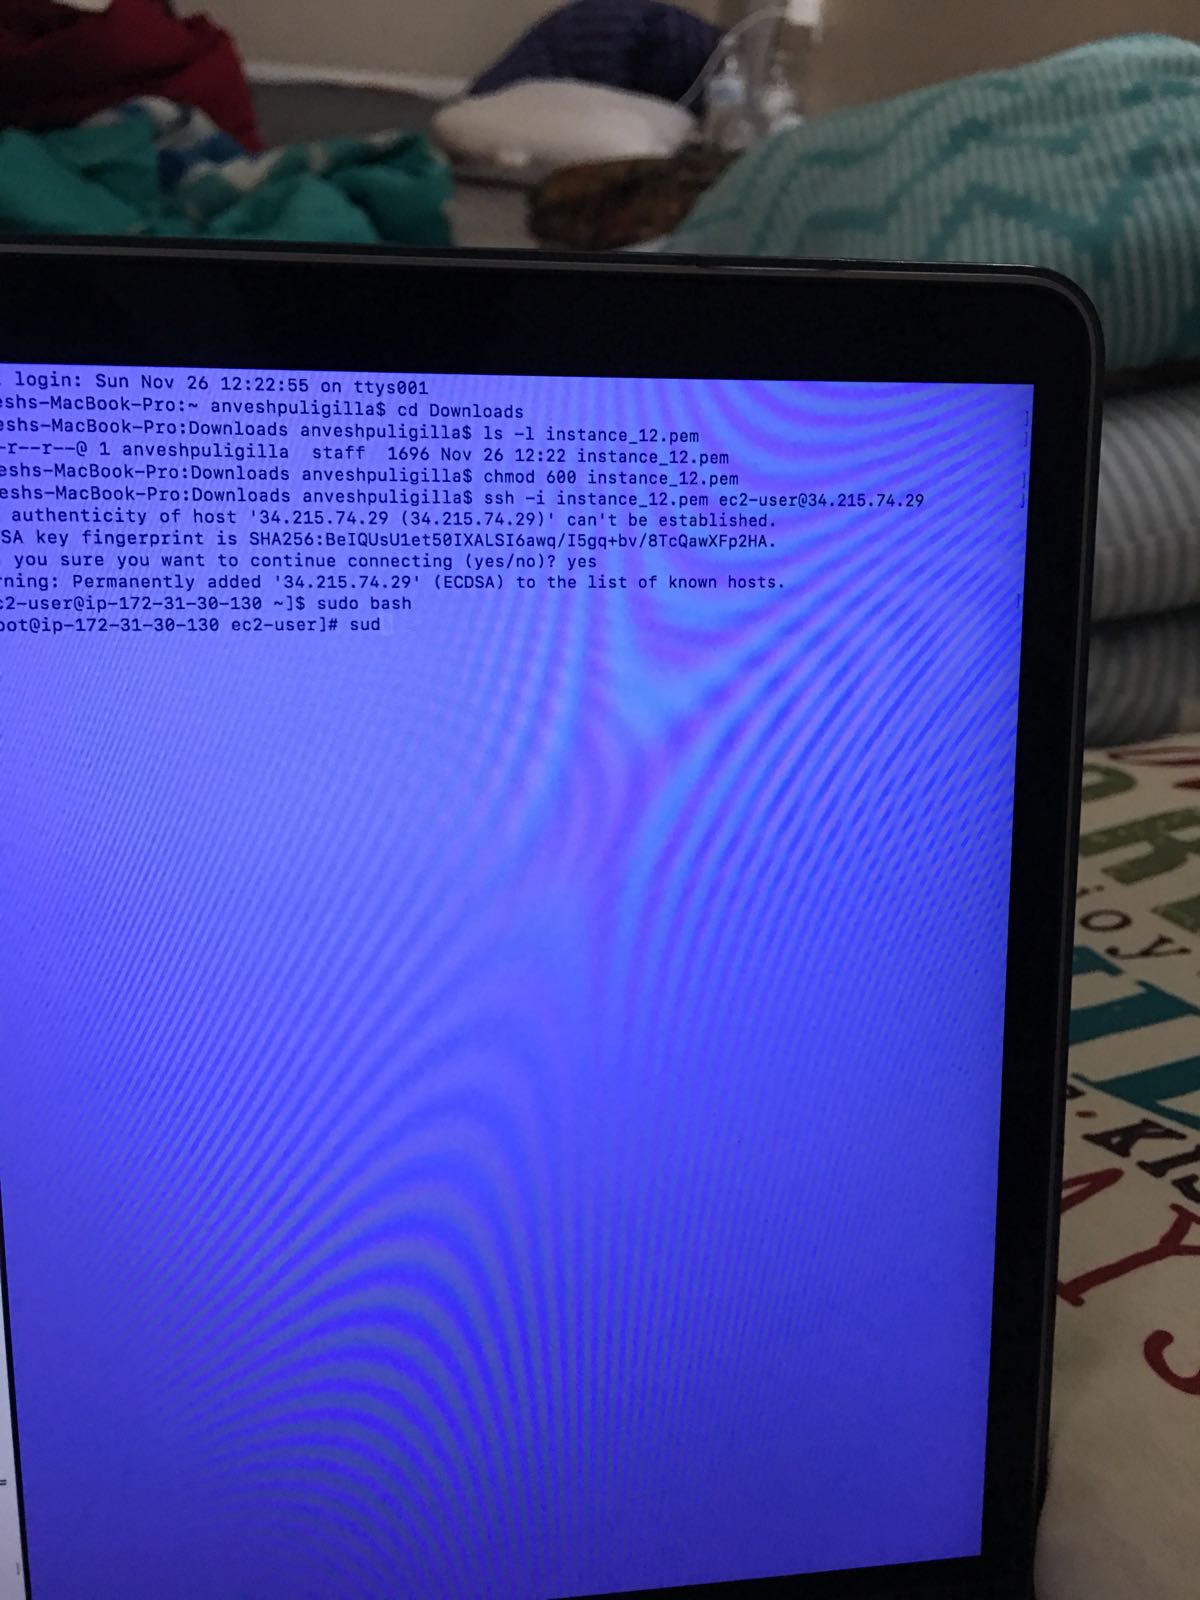 login: Sun Nov 26 12:22:55 on ttys001
eshs-MacBook-Pro:~ anveshpuligilla$ cd Downloads
eshs-MacBook-Pro:Downloads anveshpuligilla$ ls -l instance_12.pem
-r--r--@ 1 anveshpuligilla  staff  1696 Nov 26 12:22 instance_12.pem
eshs-MacBook-Pro:Downloads anveshpuligilla$ chmod 600 instance_12.pem
eshs-MacBook-Pro:Downloads anveshpuligilla$ ssh -i instance_12.pem ec2-user@34.215.74.29
authenticity of host '34.215.74.29 (34.215.74.29)' can't be established.
SA key fingerprint is SHA256:BeIQUsU1et50IXALSI6awq/I5gq+bv/8TcQawXFp2HA.
you sure you want to continue connecting (yes/no)? yes
rning: Permanently added '34.215.74.29' (ECDSA) to the list of known hosts.
c2-user@ip-172-31-30-130 ~]$ sudo bash
oot@ip-172-31-30-130 ec2-user]# sud
joy